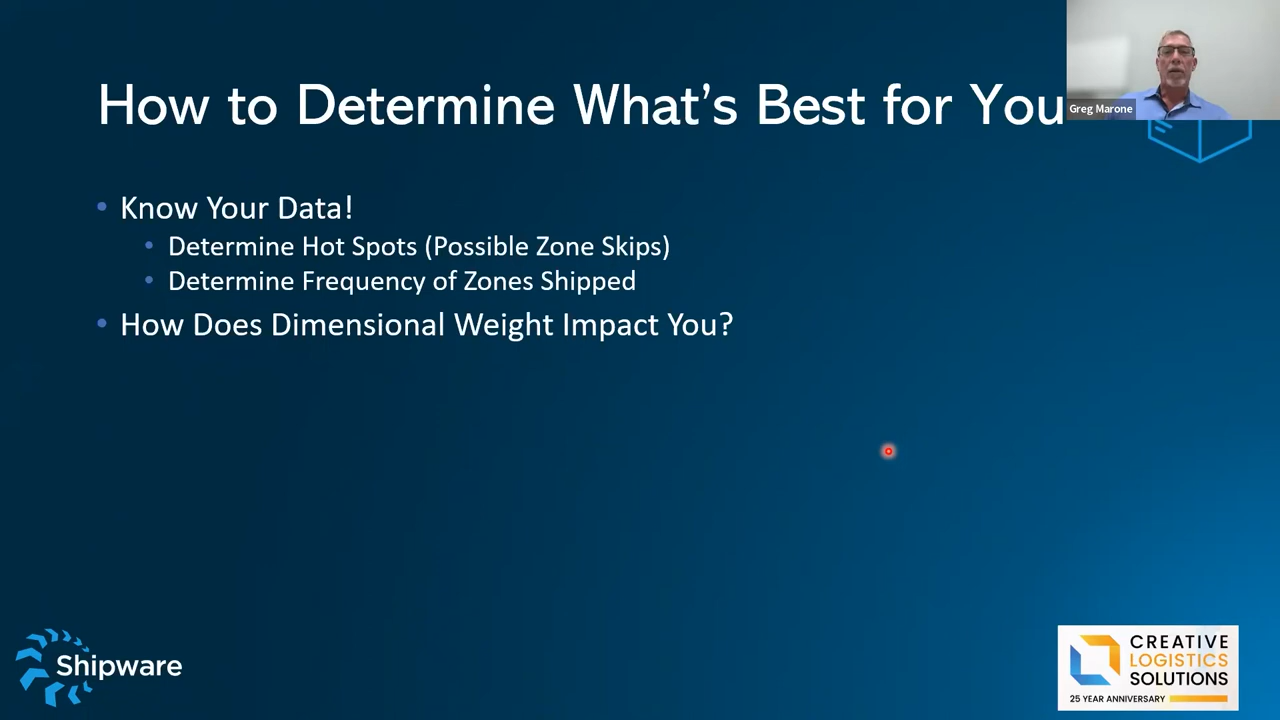 How to Determine What's Best for You
Greg Marone
• Know Your Data!
• Determine Hot Spots (Possible Zone Skips)
• Determine Frequency of Zones Shipped
• How Does Dimensional Weight Impact You?
Shipware
CREATIVE
LOGISTICS
SOLUTIONS
25 YEAR ANNIVERSARY